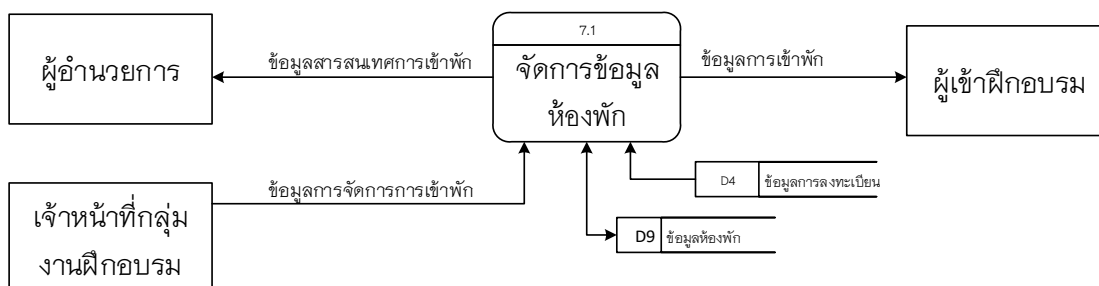 7.1
ผู้อำนวยการ
ข้อมูลสารสนเทศการเข้าพัก
จัดการข้อมูล
ห้องพัก
ข้อมูลการเข้าพัก
ผู้เข้าฝึกอบรม
เจ้าหน้าที่กลุ่ม
งานฝึกอบรม
ข้อมูลการจัดการการเข้าพัก
D4 ข้อมูลการลงทะเบียน
D9 ข้อมูลห้องพัก